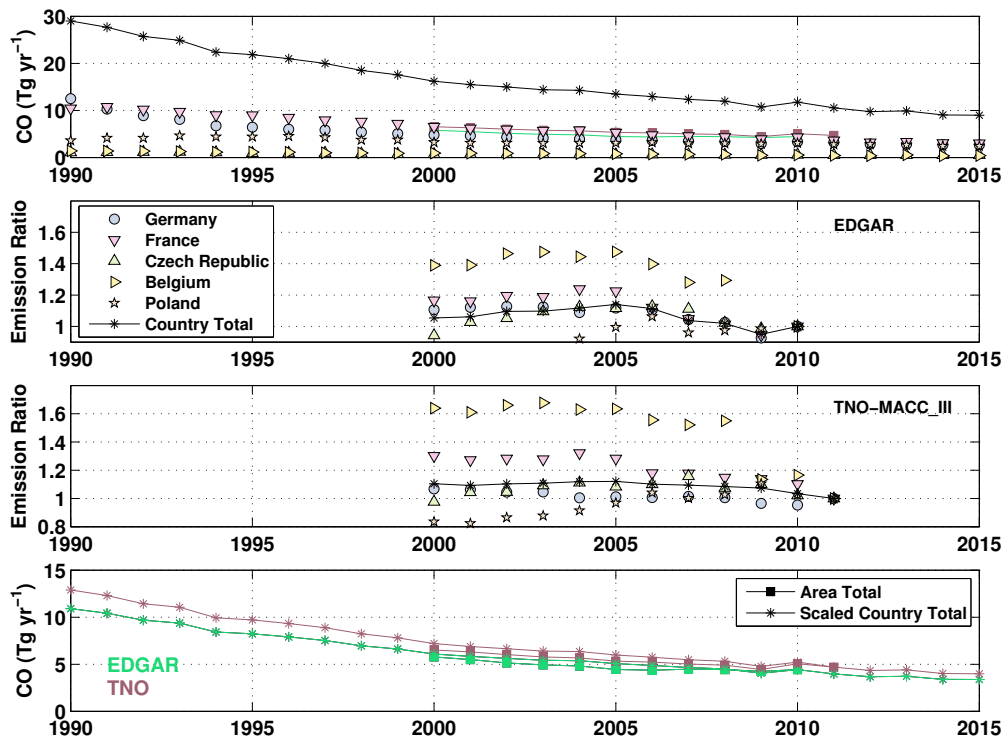 30
20
10
0
CO (Tg yr⁻¹)
1990 1995 2000 2005 2010 2015
1.6
1.4
1.2
1
Emission Ratio
Germany
France
Czech Republic
Belgium
Poland
Country Total
EDGAR
1990 1995 2000 2005 2010 2015
1.6
1.4
1.2
1
0.8
Emission Ratio
TNO-MACC_III
1990 1995 2000 2005 2010 2015
15
10
5
0
CO (Tg yr⁻¹)
Area Total
Scaled Country Total
EDGAR
TNO
1990 1995 2000 2005 2010 2015